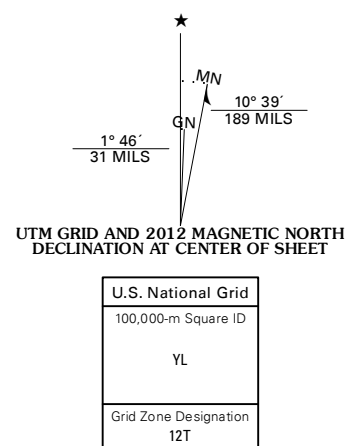 ★
MN
10° 39´
189 MILS
GN
1° 46´
31 MILS
UTM GRID AND 2012 MAGNETIC NORTH
DECLINATION AT CENTER OF SHEET
U.S. National Grid
100,000-m Square ID
YL
Grid Zone Designation
12T